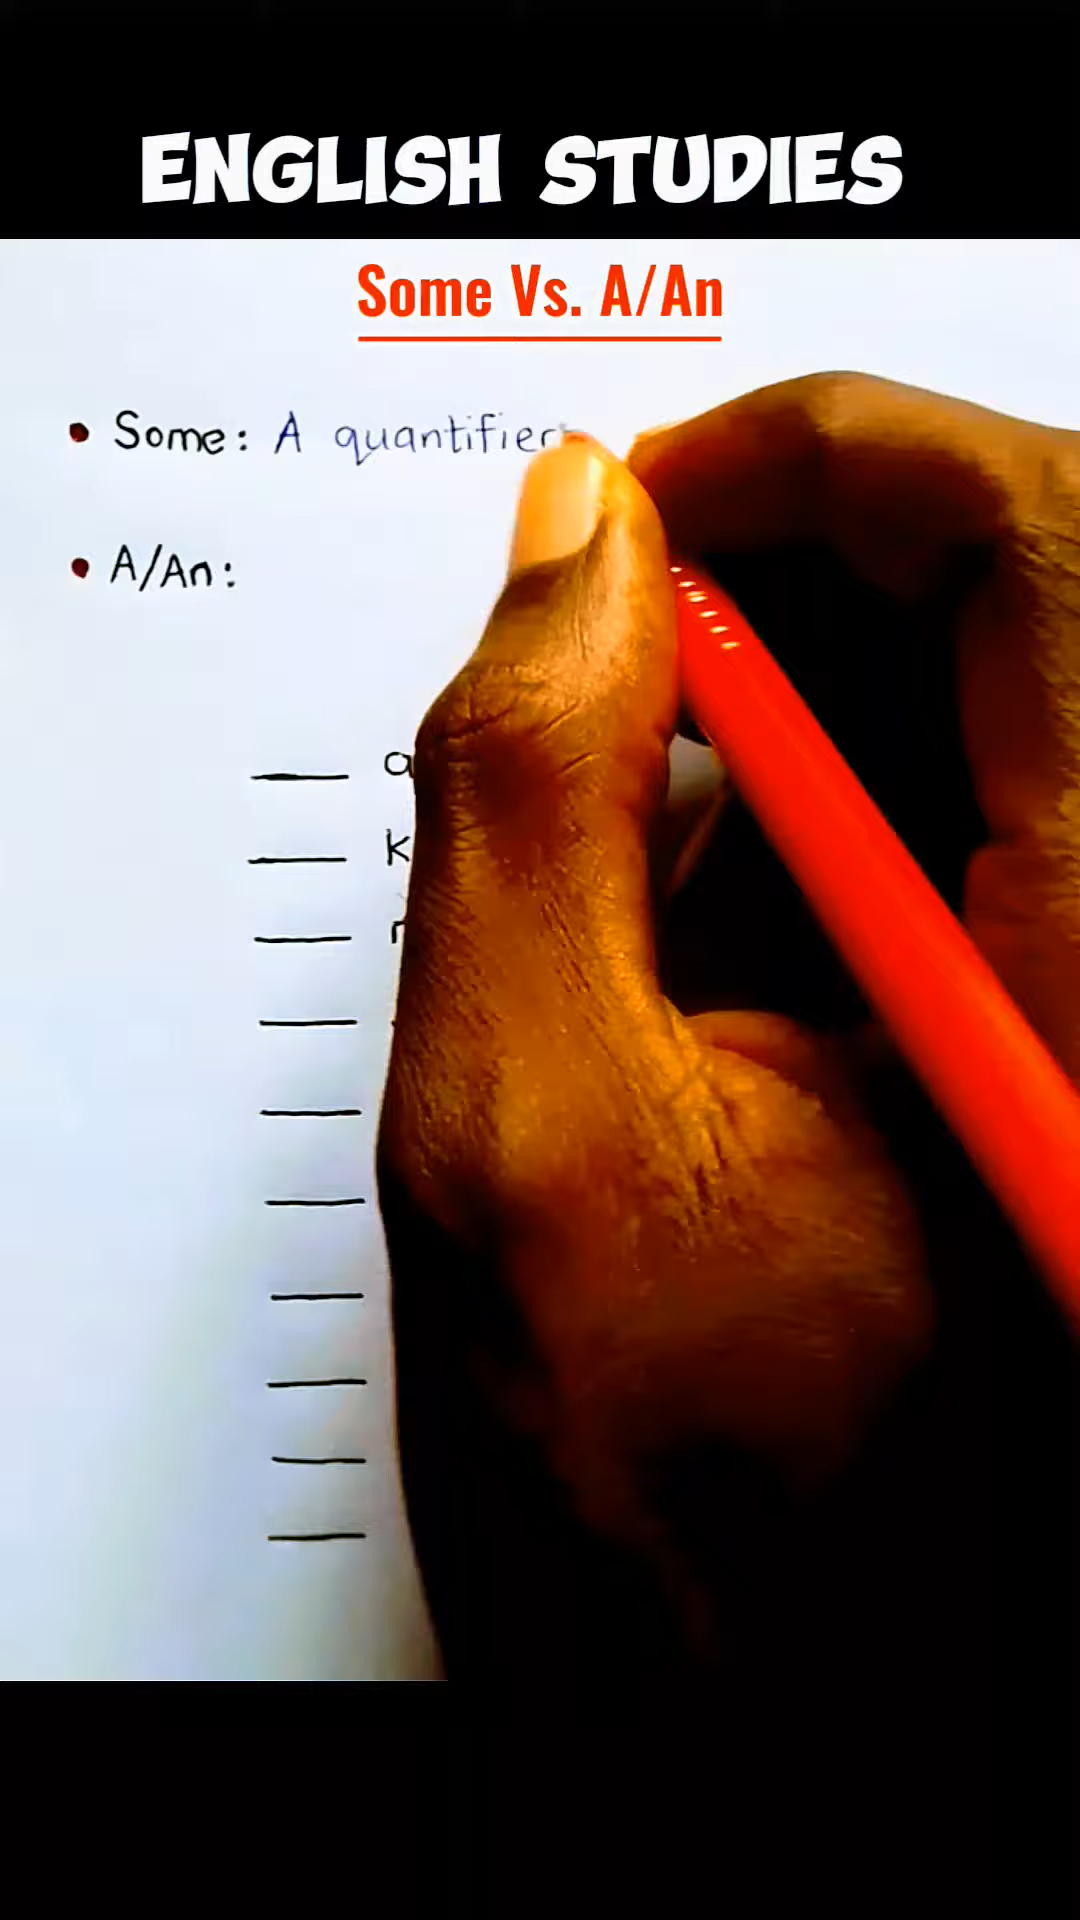 ENGLISH STUDIES
Some Vs. A/An
• Some: A quantifier
• A/An: